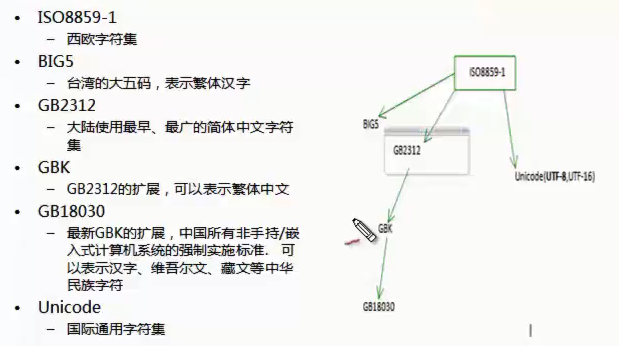 • ISO8859-1
– 西欧字符集
• BIG5
– 台湾的大五码，表示繁体汉字
• GB2312
– 大陆使用最早、最广的简体中文字符
集
• GBK
– GB2312的扩展，可以表示繁体中文
• GB18030
– 最新GBK的扩展，中国所有非手持/嵌
入式计算机系统的强制实施标准． 可
以表示汉字、维吾尔文、藏文等中华
民族字符
• Unicode
– 国际通用字符集
ISO8859-1
BIG5
GB2312
Unicode(UTF-8,UTF-16)
GBK
GB18030